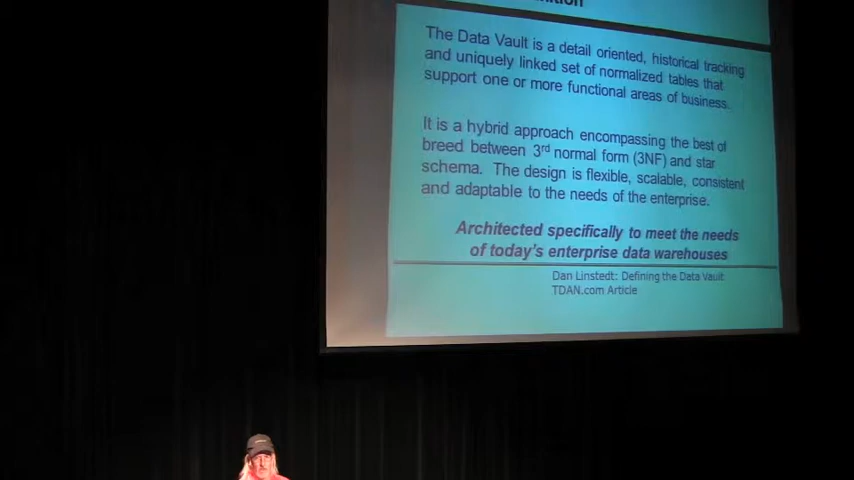 The Data Vault is a detail oriented, historical tracking
and uniquely linked set of normalized tables that
support one or more functional areas of business.
It is a hybrid approach encompassing the best of
breed between 3rd normal form (3NF) and star
schema. The design is flexible, scalable, consistent
and adaptable to the needs of the enterprise.
Architected specifically to meet the needs
of today's enterprise data warehouses
Dan Linstedt: Defining the Data Vault
TDAN.com Article